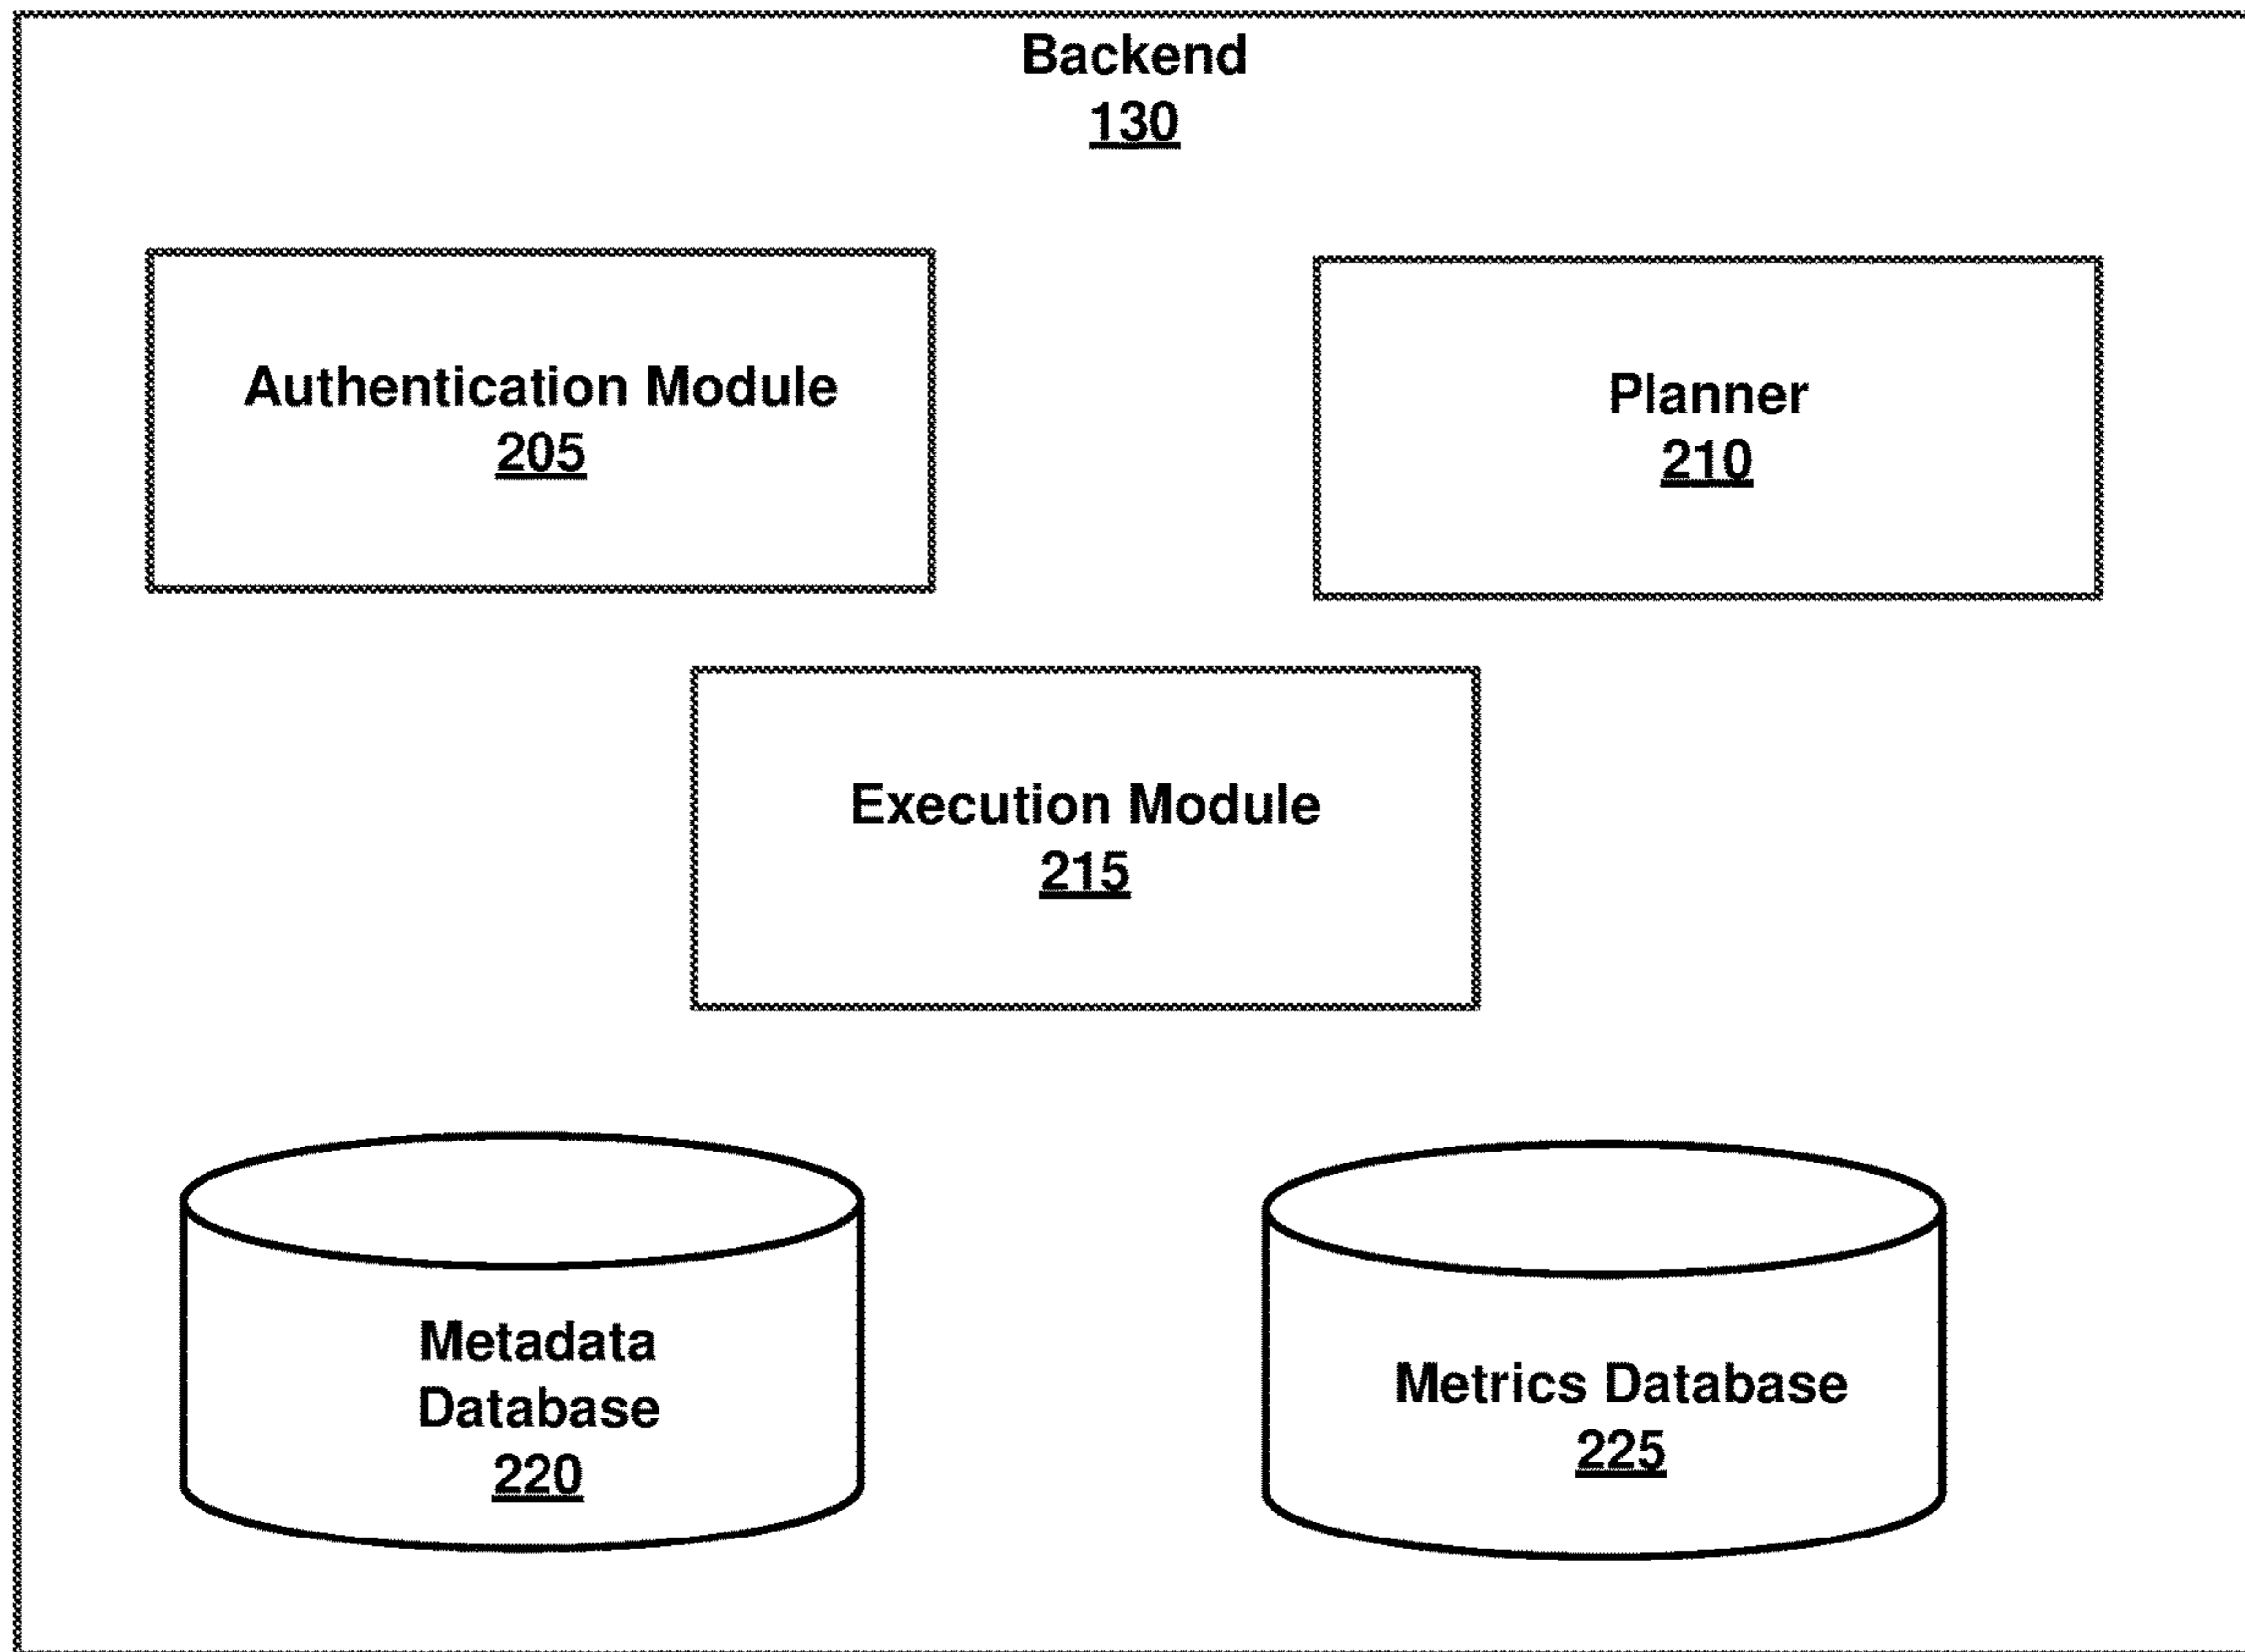 Backend
130
Authentication Module
205
Planner
210
Execution Module
215
Metadata
Database
220
Metrics Database
225